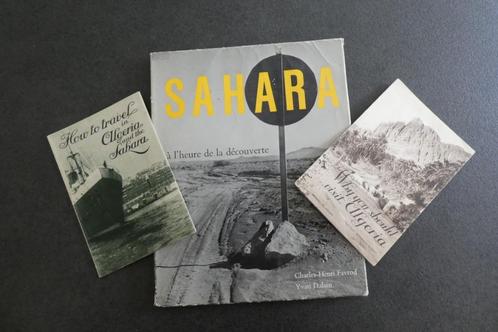 How to travel
in
Algeria
and the
Sahara.
SAHARA
à l'heure de la découverte
Charles-Henri Favrod
Yvan Dalain
Why you should
visit Algeria